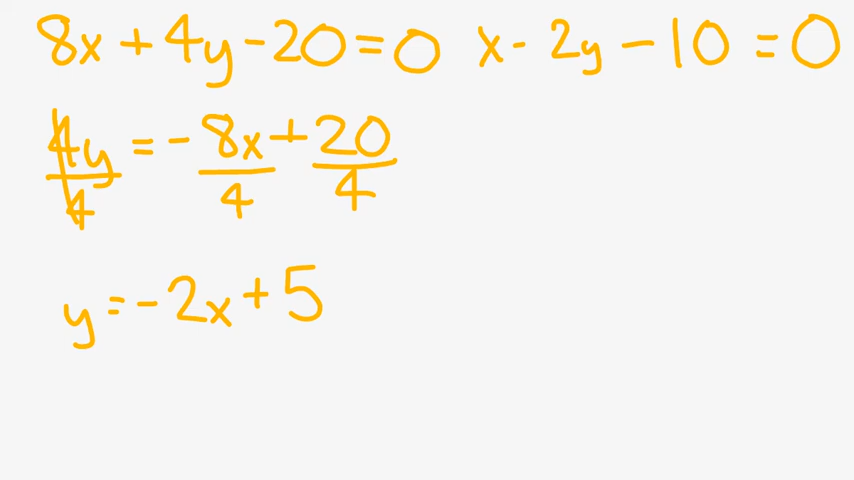 8x + 4y - 20 = 0 x - 2y - 10 = 0
4y/4 = - 8x/4 + 20/4
y = - 2x + 5